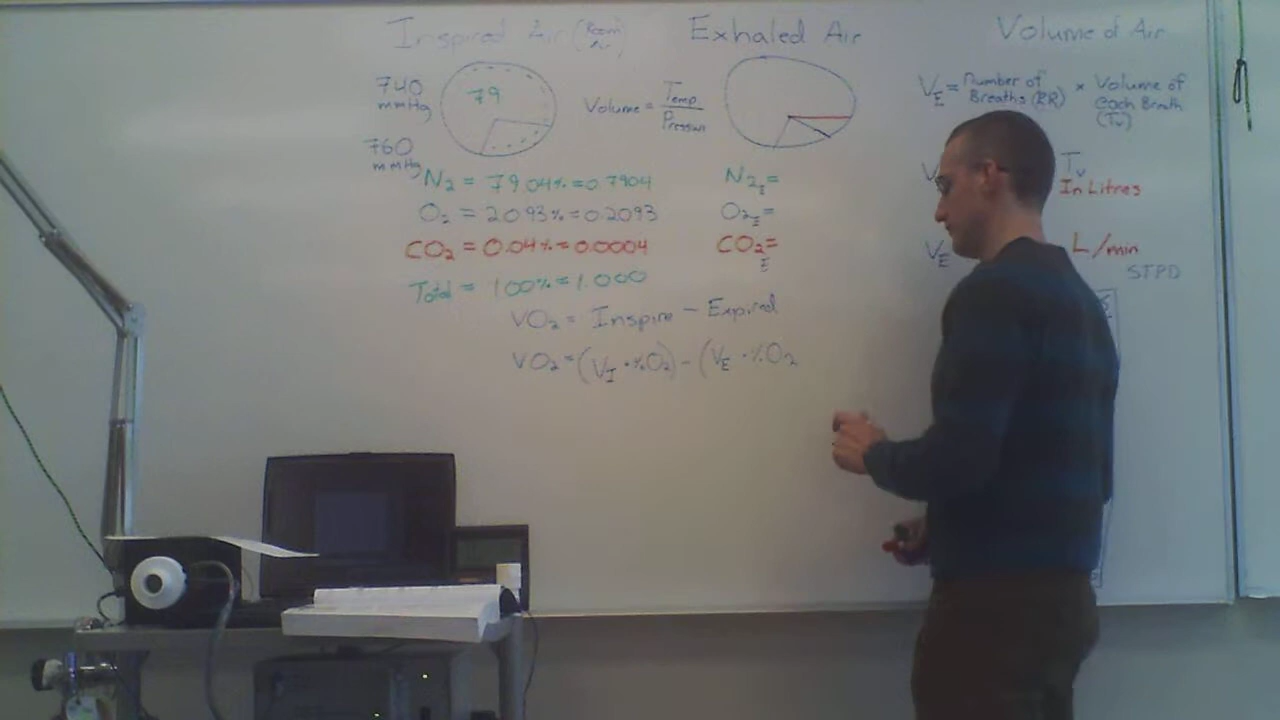 Inspired Air (Room Air)
740 mmHg
79
760 mmHg
Volume = Temp / Pressure
N₂ = 79.04% = 0.7904
O₂ = 20.93% = 0.2093
CO₂ = 0.04% = 0.0004
Total = 100% = 1.000
Exhaled Air
N₂E =
O₂E =
CO₂E =
VO₂ = Inspire - Expired
VO₂ = (VI · %O₂) - (VE · %O₂
Volume of Air
VE = Number of Breaths (RR) × Volume of each Breath (Tv)
V Tv
In Litres
VE L/min
STPD